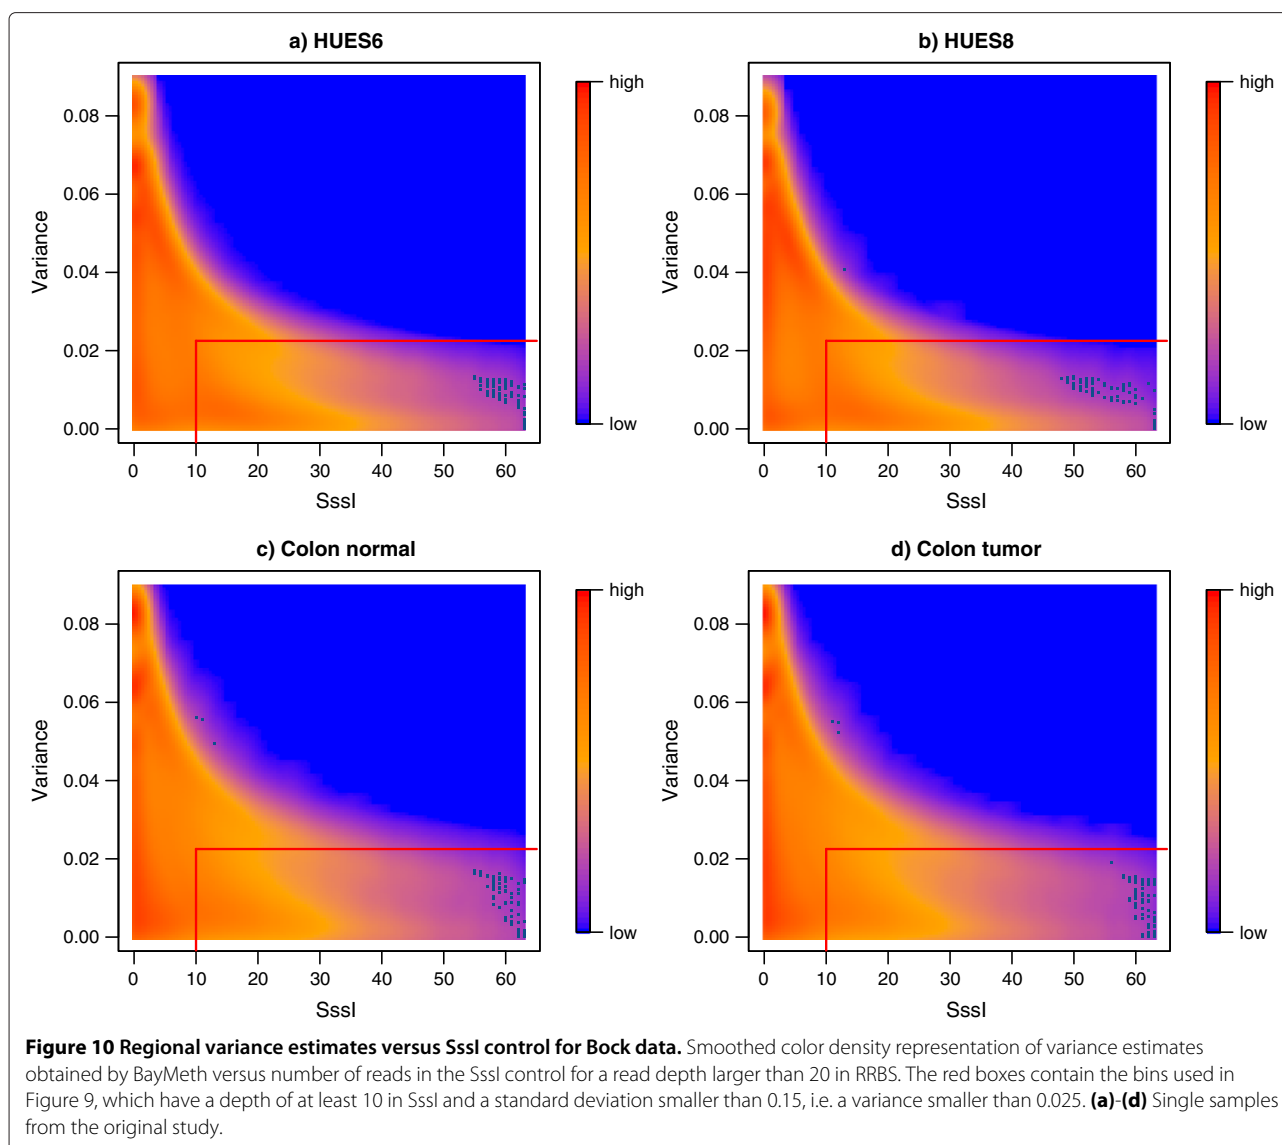 a) HUES6
b) HUES8
high
high
0.08
0.08
0.06
0.06
Variance
Variance
0.04
0.04
0.02
0.02
0.00
low
0.00
low
0 10 20 30 40 50 60
0 10 20 30 40 50 60
SssI
SssI
c) Colon normal
d) Colon tumor
high
high
0.08
0.08
0.06
0.06
Variance
Variance
0.04
0.04
0.02
0.02
0.00
low
0.00
low
0 10 20 30 40 50 60
0 10 20 30 40 50 60
SssI
SssI
Figure 10 Regional variance estimates versus SssI control for Bock data. Smoothed color density representation of variance estimates
obtained by BayMeth versus number of reads in the SssI control for a read depth larger than 20 in RRBS. The red boxes contain the bins used in
Figure 9, which have a depth of at least 10 in SssI and a standard deviation smaller than 0.15, i.e. a variance smaller than 0.025. (a)-(d) Single samples
from the original study.